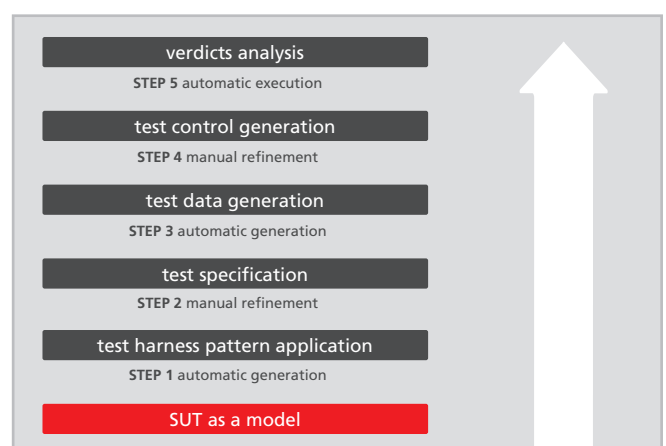 verdicts analysis
STEP 5 automatic execution
test control generation
STEP 4 manual refinement
test data generation
STEP 3 automatic generation
test specification
STEP 2 manual refinement
test harness pattern application
STEP 1 automatic generation
SUT as a model